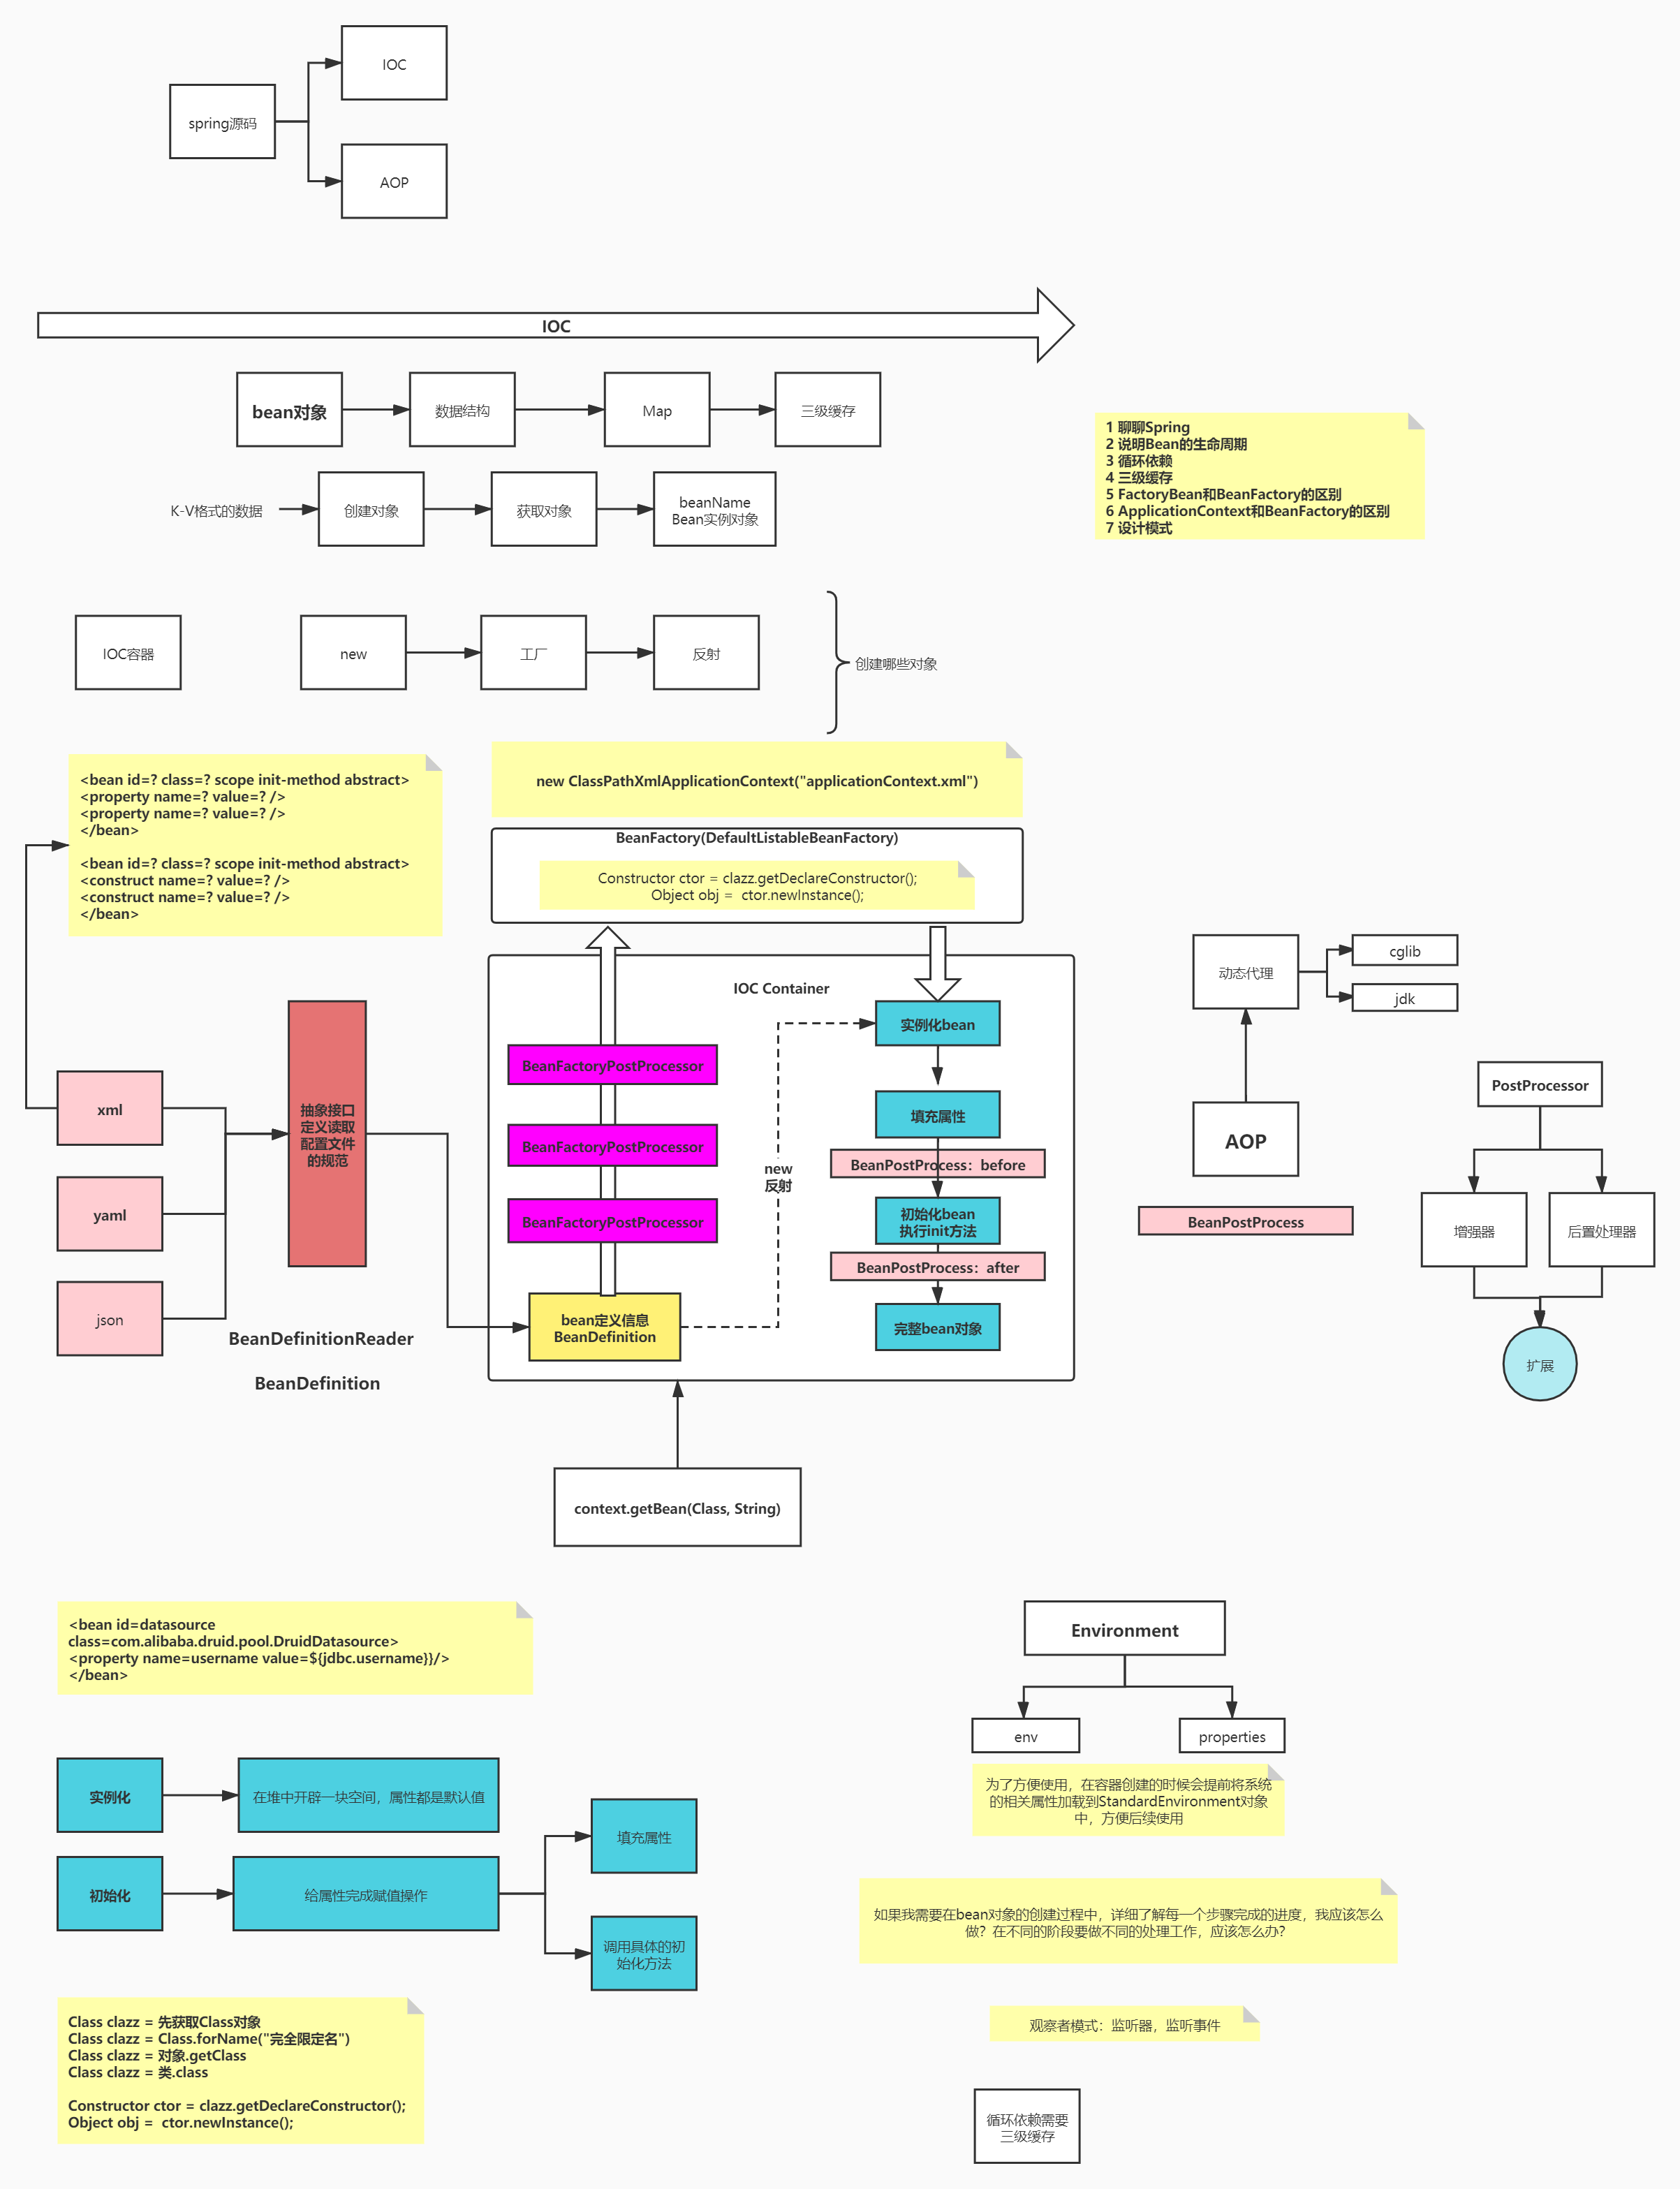 IOC
spring源码
AOP
IOC
bean对象
数据结构
Map
三级缓存
1 聊聊Spring
2 说明Bean的生命周期
3 循环依赖
4 三级缓存
5 FactoryBean和BeanFactory的区别
6 ApplicationContext和BeanFactory的区别
7 设计模式
K-V格式的数据
创建对象
获取对象
beanName
Bean实例对象
IOC容器
new
工厂
反射
创建哪些对象
<bean id=? class=? scope init-method abstract>
<property name=? value=? />
<property name=? value=? />
</bean>
<bean id=? class=? scope init-method abstract>
<construct name=? value=? />
<construct name=? value=? />
</bean>
new ClassPathXmlApplicationContext("applicationContext.xml")
BeanFactory(DefaultListableBeanFactory)
Constructor ctor = clazz.getDeclareConstructor();
Object obj =  ctor.newInstance();
IOC Container
xml
yaml
json
抽象接口
定义读取
配置文件
的规范
BeanDefinitionReader
BeanDefinition
BeanFactoryPostProcessor
BeanFactoryPostProcessor
BeanFactoryPostProcessor
bean定义信息
BeanDefinition
new
反射
实例化bean
填充属性
BeanPostProcess：before
初始化bean
执行init方法
BeanPostProcess：after
完整bean对象
context.getBean(Class, String)
动态代理
cglib
jdk
AOP
BeanPostProcess
PostProcessor
增强器
后置处理器
扩展
<bean id=datasource
class=com.alibaba.druid.pool.DruidDatasource>
<property name=username value=${jdbc.username}}/>
</bean>
Environment
env
properties
为了方便使用，在容器创建的时候会提前将系统
的相关属性加载到StandardEnvironment对象
中，方便后续使用
实例化
在堆中开辟一块空间，属性都是默认值
初始化
给属性完成赋值操作
填充属性
调用具体的初
始化方法
如果我需要在bean对象的创建过程中，详细了解每一个步骤完成的进度，我应该怎么
做？在不同的阶段要做不同的处理工作，应该怎么办？
Class clazz = 先获取Class对象
Class clazz = Class.forName("完全限定名")
Class clazz = 对象.getClass
Class clazz = 类.class
Constructor ctor = clazz.getDeclareConstructor();
Object obj =  ctor.newInstance();
观察者模式：监听器，监听事件
循环依赖需要
三级缓存